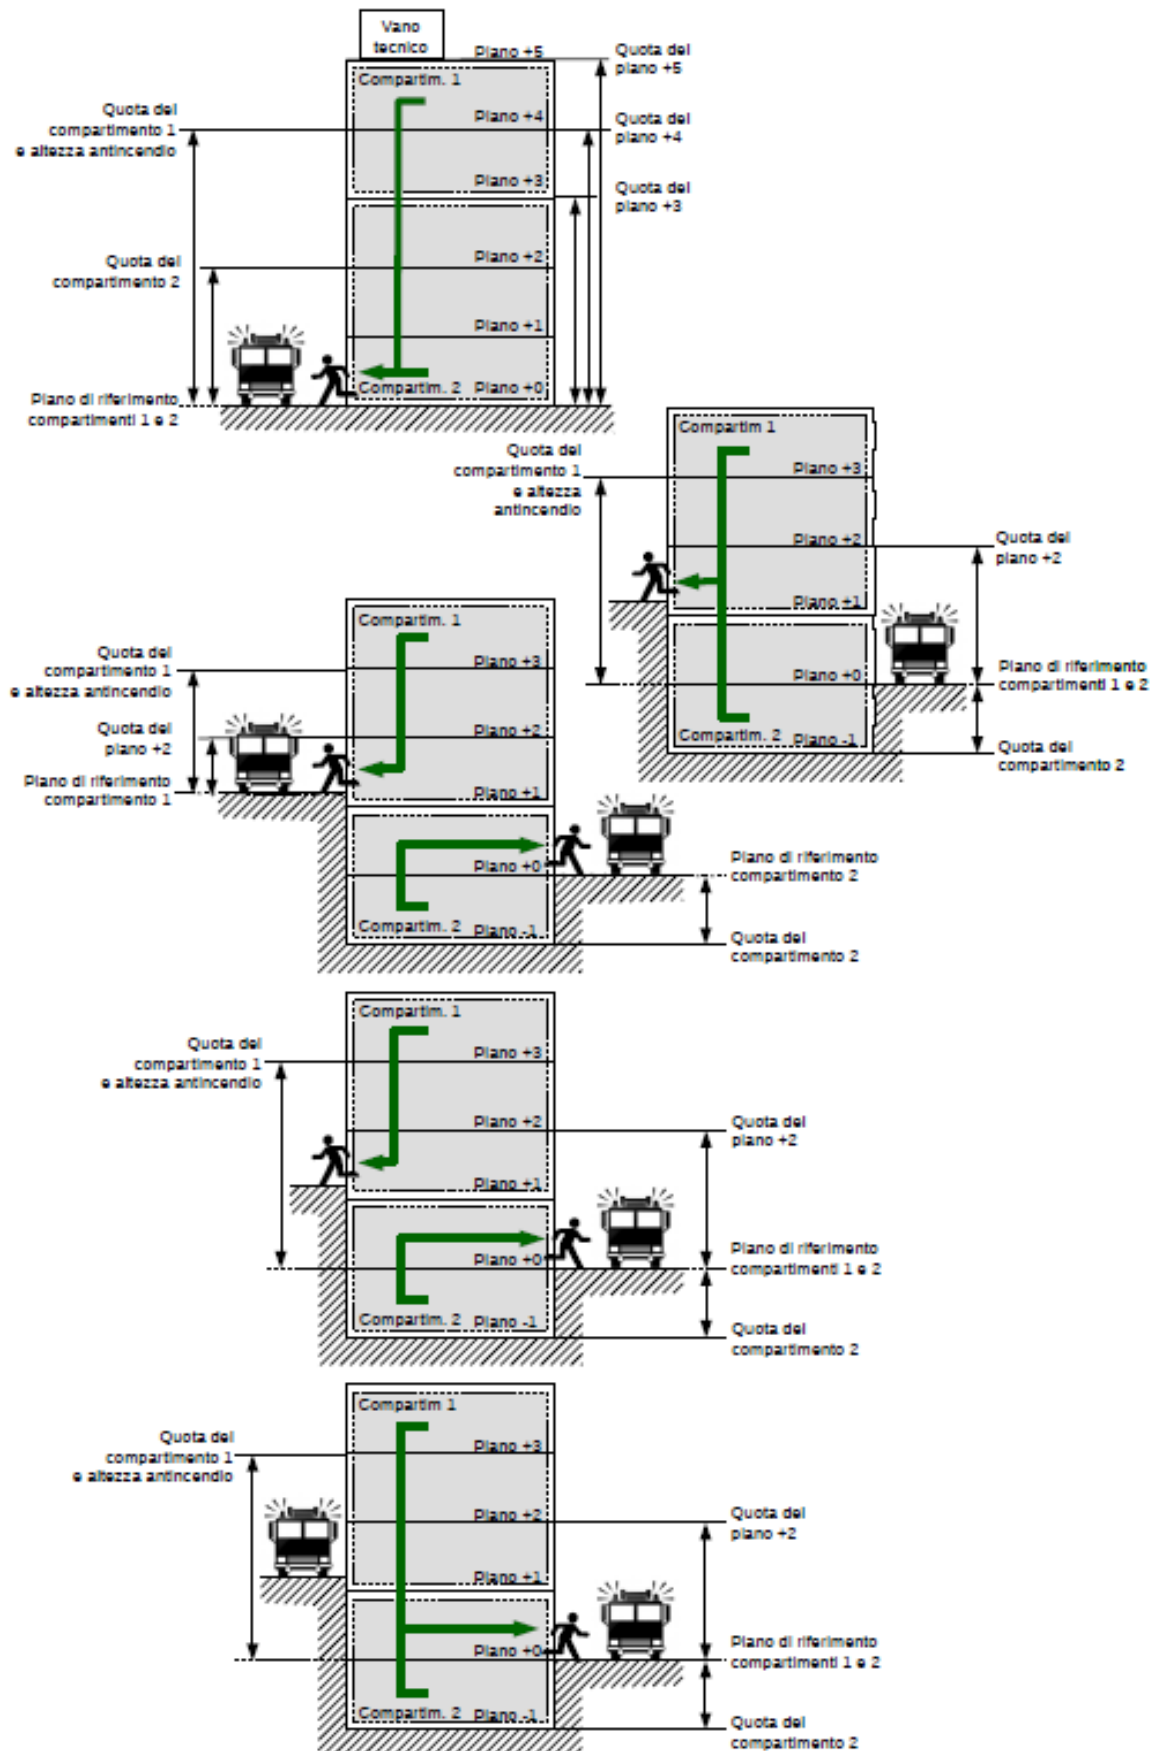 Vano
tecnico
Piano +5
Quota del
piano +5
Compartim. 1
Quota del
compartimento 1
e altezza antincendio
Piano +4
Quota del
piano +4
Piano +3
Quota del
piano +3
Quota del
compartimento 2
Piano +2
Piano +1
Compartim. 2
Piano +0
Piano di riferimento
compartimenti 1 e 2
Compartim 1
Quota del
compartimento 1
e altezza
antincendio
Piano +3
Piano +2
Quota del
piano +2
Piano +1
Piano +0
Piano di riferimento
compartimenti 1 e 2
Compartim. 2
Piano -1
Quota del
compartimento 2
Compartim. 1
Quota del
compartimento 1
e altezza antincendio
Piano +3
Quota del
piano +2
Piano +2
Piano di riferimento
compartimento 1
Piano +1
Piano +0
Piano di riferimento
compartimento 2
Compartim. 2
Piano -1
Quota del
compartimento 2
Compartim. 1
Quota del
compartimento 1
e altezza antincendio
Piano +3
Piano +2
Quota del
piano +2
Piano +1
Piano +0
Piano di riferimento
compartimenti 1 e 2
Compartim. 2
Piano -1
Quota del
compartimento 2
Compartim 1
Quota del
compartimento 1
e altezza antincendio
Piano +3
Piano +2
Quota del
piano +2
Piano +1
Piano +0
Piano di riferimento
compartimenti 1 e 2
Compartim. 2
Piano -1
Quota del
compartimento 2